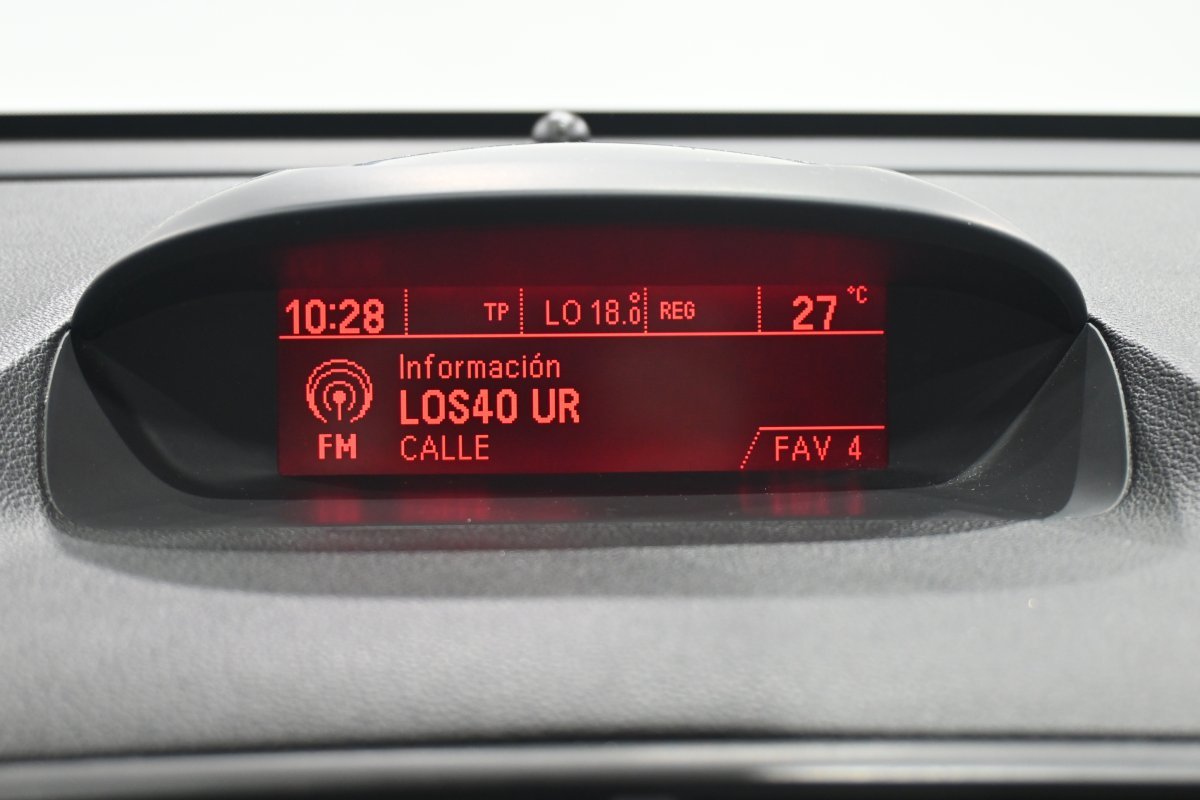 10:28 TP LO 18.0° REG 27 °C
Información
LOS40 UR
FM CALLE FAV 4